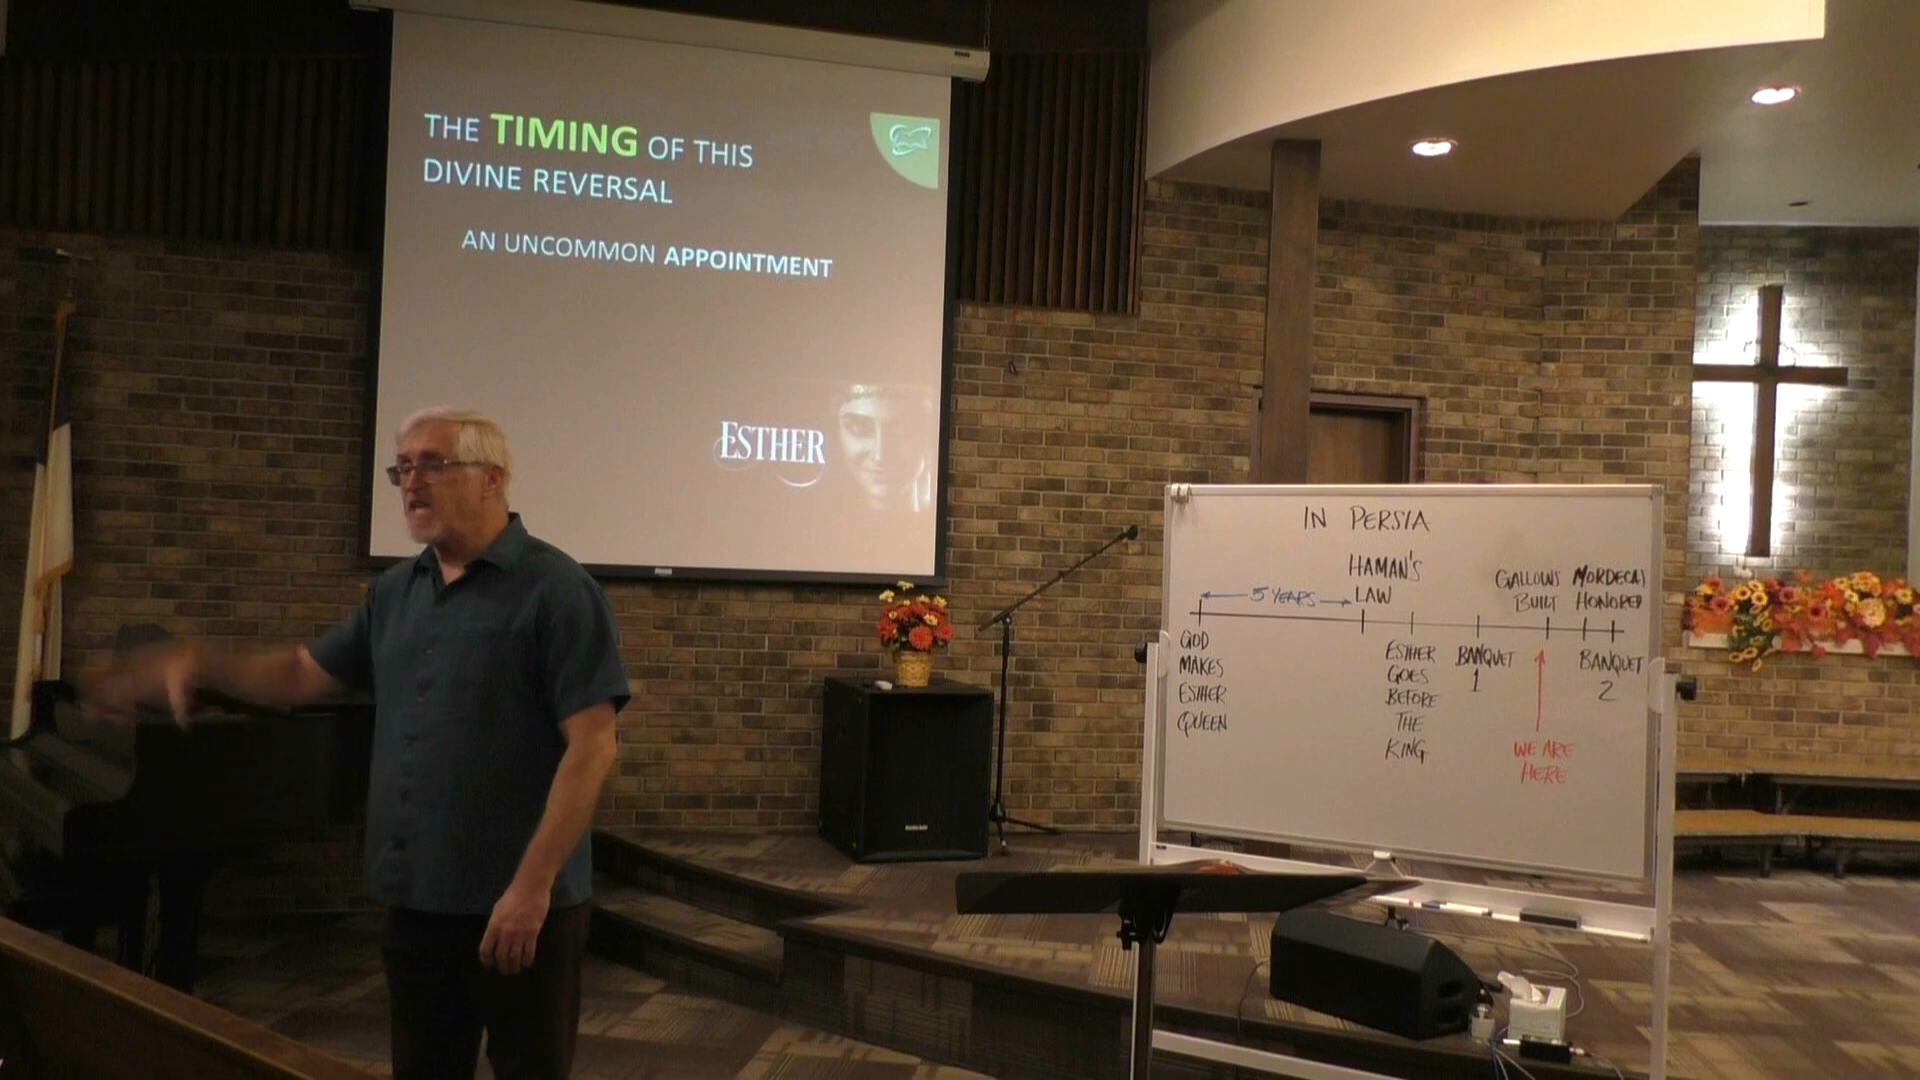 THE TIMING OF THIS
DIVINE REVERSAL
AN UNCOMMON APPOINTMENT
ESTHER
IN PERSIA
HAMAN'S
LAW
5 YEARS
GALLOWS
BUILT
MORDECAI
HONORED
GOD
MAKES
ESTHER
QUEEN
ESTHER
GOES
BEFORE
THE
KING
BANQUET
1
BANQUET
2
WE ARE
HERE